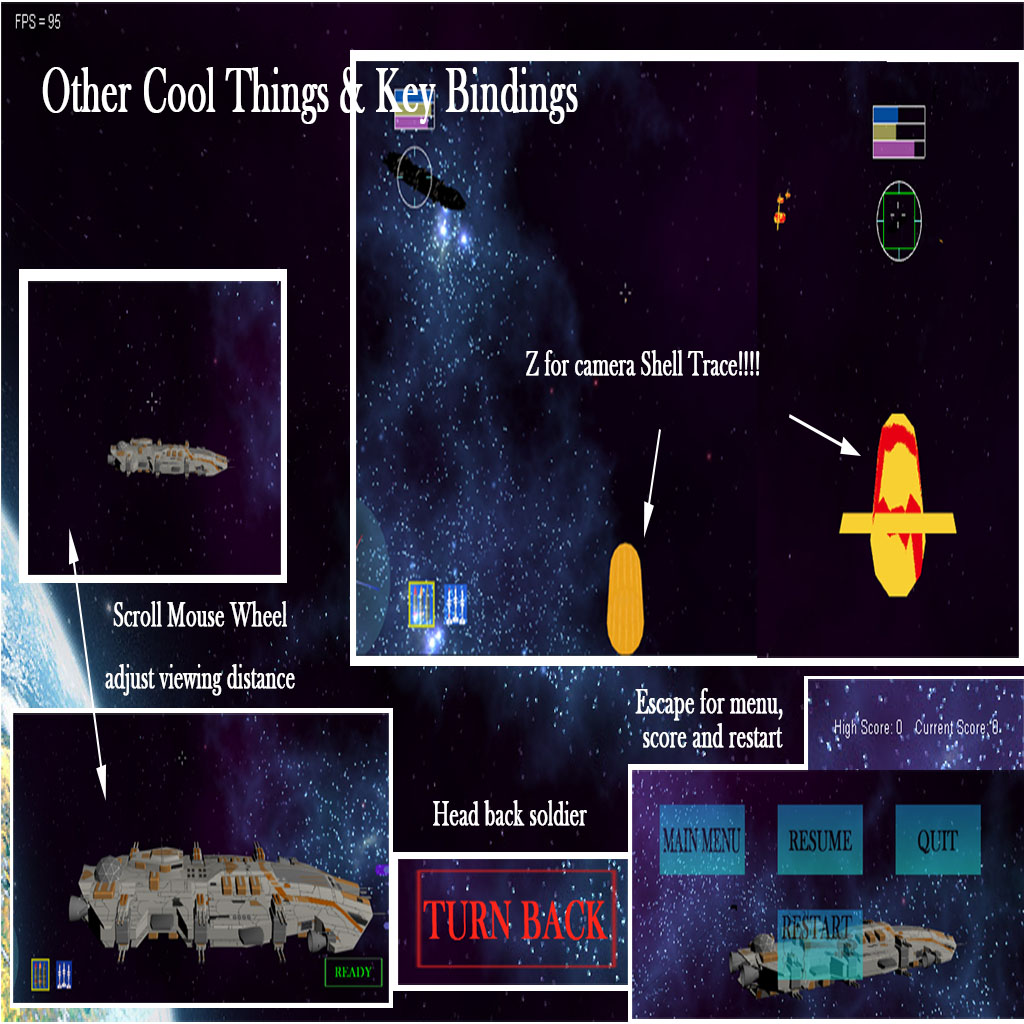 FPS = 95
Other Cool Things & Key Bindings
Z for camera Shell Trace!!!!
Scroll Mouse Wheel
adjust viewing distance
Escape for menu,
score and restart
High Score: 0 Current Score: 0
Head back soldier
MAIN MENU
RESUME
QUIT
TURN BACK
RESTART
READY